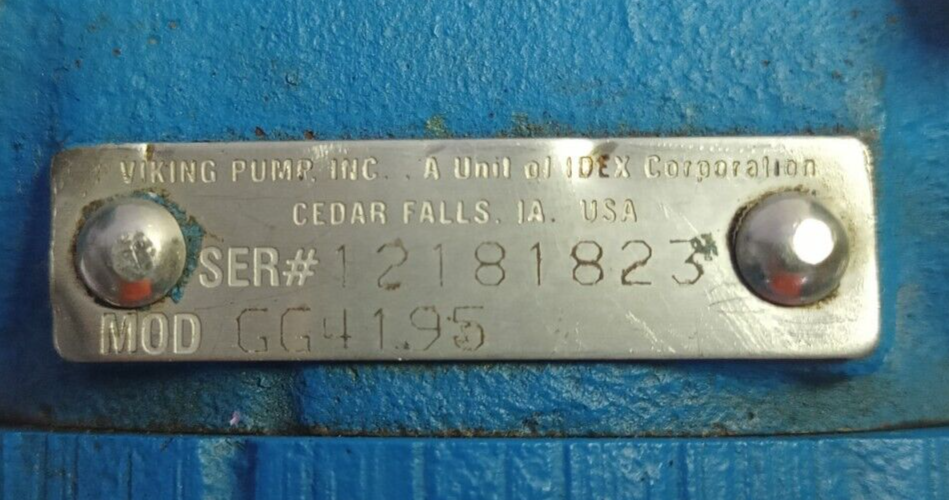 VIKING PUMP, INC. A Unit of IDEX Corporation
CEDAR FALLS, IA. USA
SER# 12181823
MOD GG4195